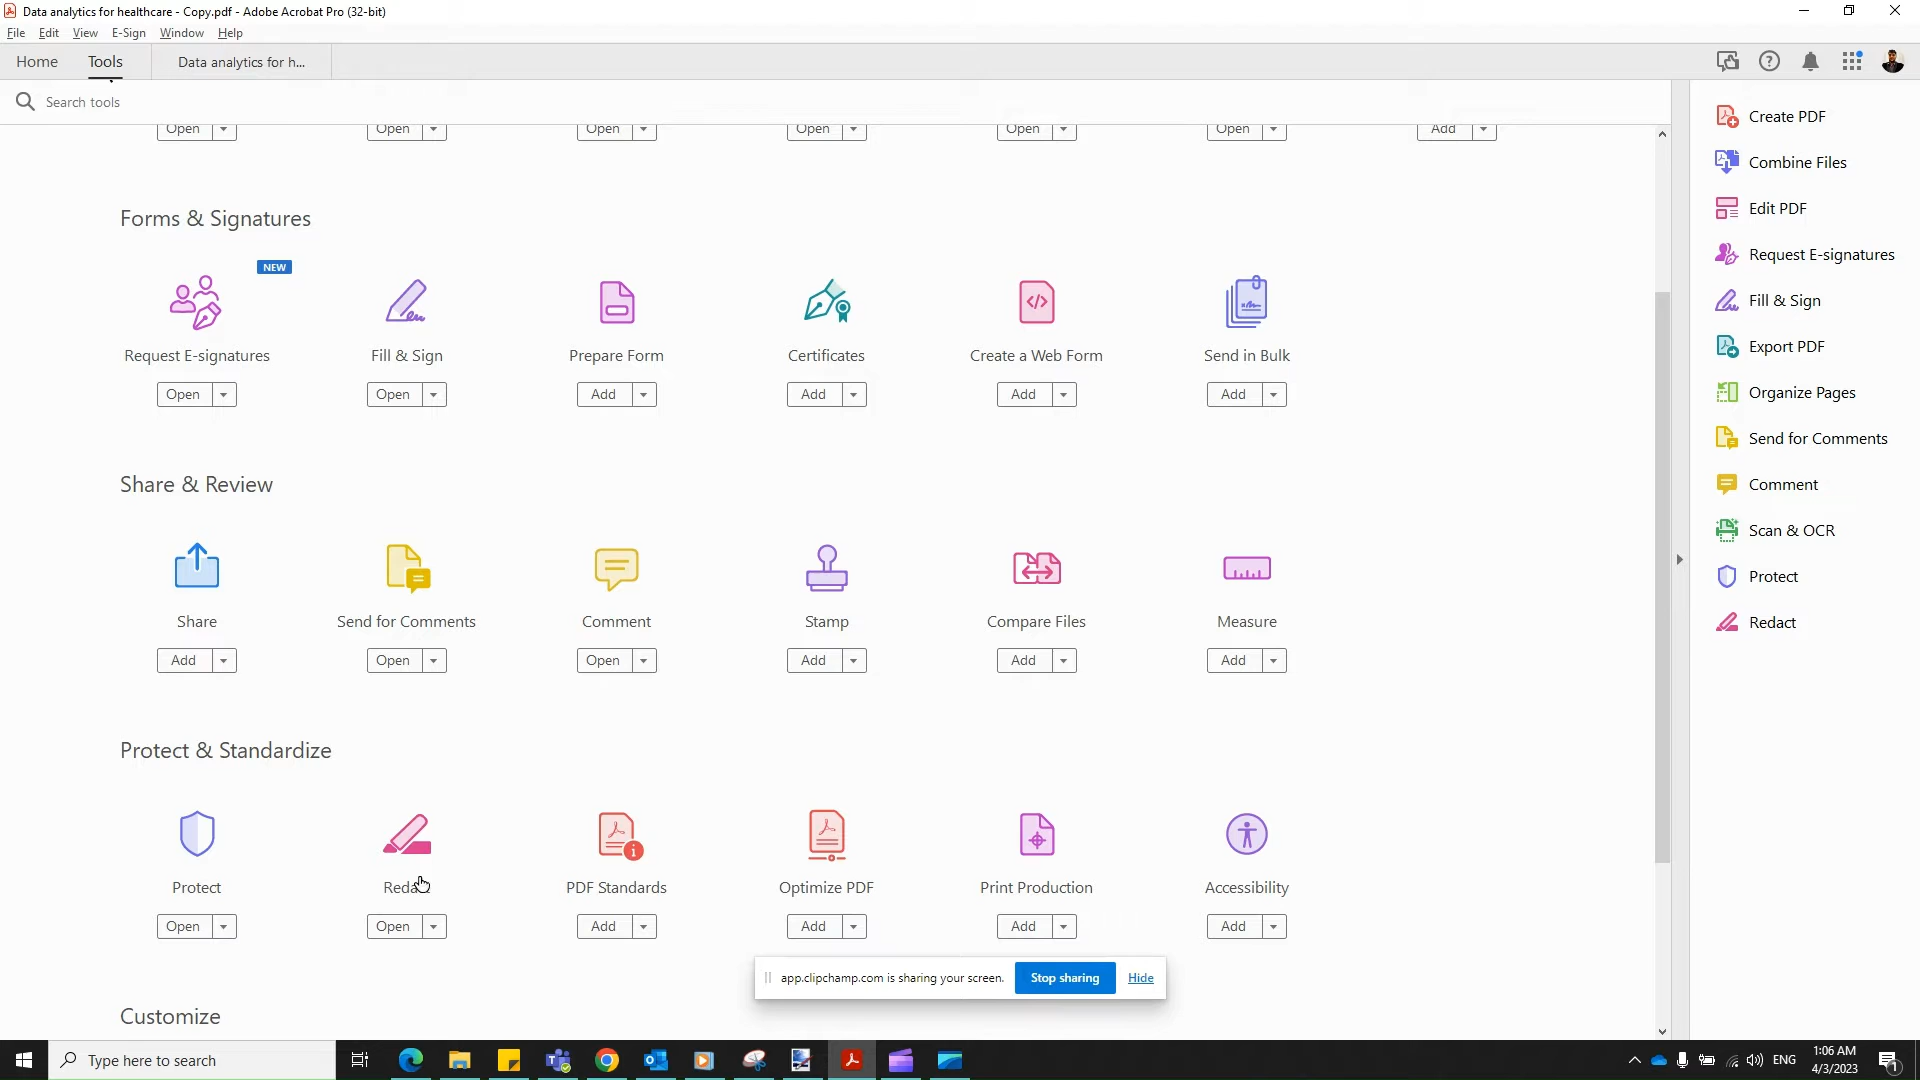 Data analytics for healthcare - Copy.pdf - Adobe Acrobat Pro (32-bit)
File Edit View E-Sign Window Help
Home Tools Data analytics for h...
Search tools
Open Open Open Open Open Open Add
Forms & Signatures
NEW
Request E-signatures Fill & Sign Prepare Form Certificates Create a Web Form Send in Bulk
Open Open Add Add Add Add
Share & Review
Share Send for Comments Comment Stamp Compare Files Measure
Add Open Open Add Add Add
Protect & Standardize
Protect Redact PDF Standards Optimize PDF Print Production Accessibility
Open Open Add Add Add Add
app.clipchamp.com is sharing your screen. Stop sharing Hide
Customize
Create PDF
Combine Files
Edit PDF
Request E-signatures
Fill & Sign
Export PDF
Organize Pages
Send for Comments
Comment
Scan & OCR
Protect
Redact
Type here to search
ENG
1:06 AM
4/3/2023
1